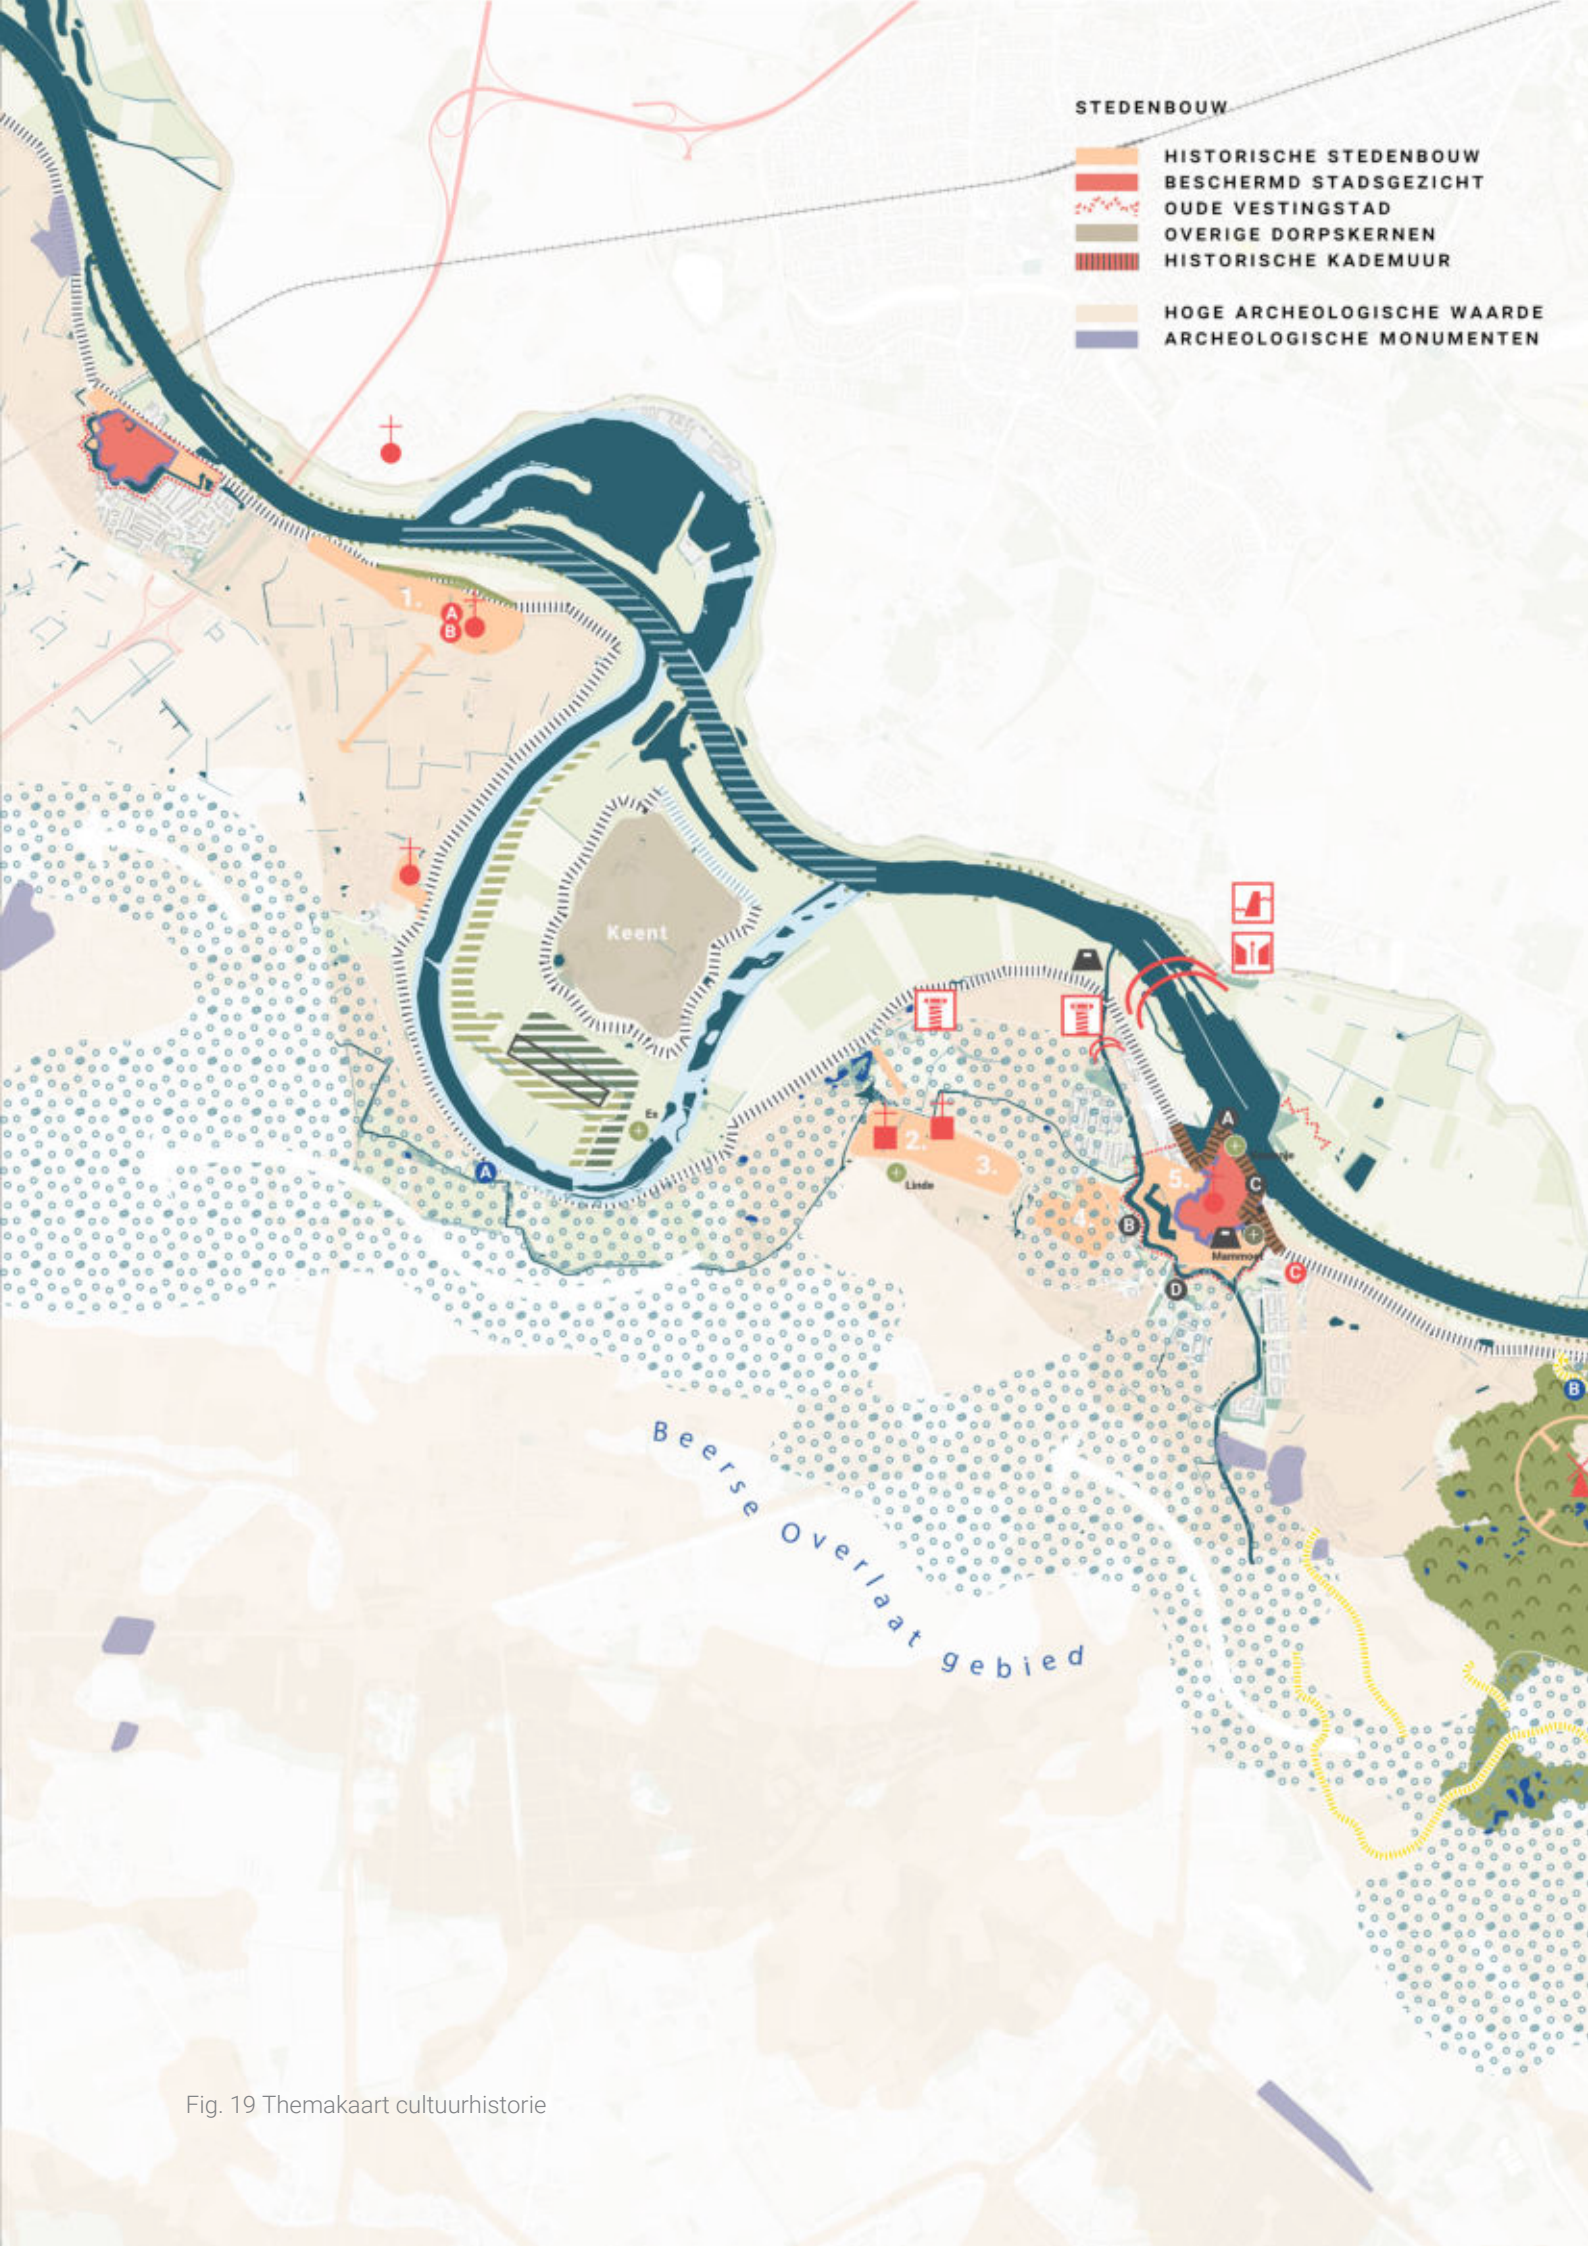 STEDENBOUW
HISTORISCHE STEDENBOUW
BESCHERMD STADSGEZICHT
OUDE VESTINGSTAD
OVERIGE DORPSKERNEN
HISTORISCHE KADEMUUR
HOGE ARCHEOLOGISCHE WAARDE
ARCHEOLOGISCHE MONUMENTEN
1.
A
B
Keent
Es
A
2.
3.
Linde
4.
5.
A
C
B
Mammoet
D
C
B
Beerse Overlaat gebied
Fig. 19 Themakaart cultuurhistorie